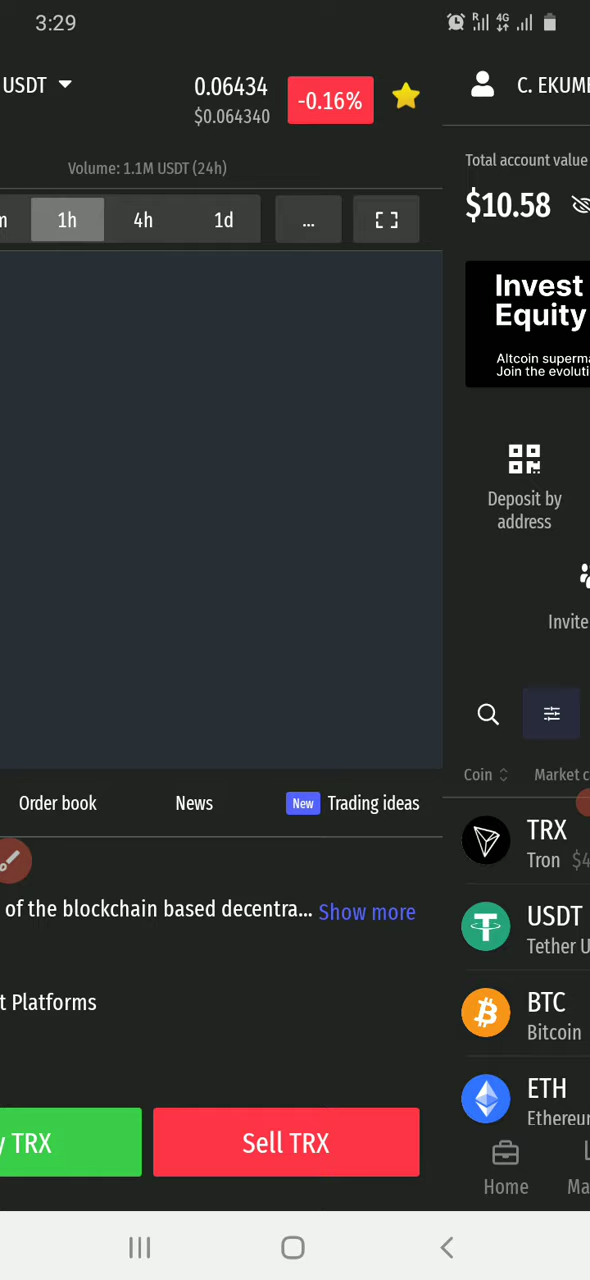 3:29
R 4G
USDT
0.06434
$0.064340
-0.16%
C. EKUM
Volume: 1.1M USDT (24h)
m 1h 4h 1d ...
Total account value
$10.58
Invest
Equity
Altcoin superma
Join the evoluti
Deposit by
address
Invite
Coin Market c
Order book News New Trading ideas
TRX
Tron $4
of the blockchain based decentra... Show more
USDT
Tether U
t Platforms
BTC
Bitcoin
ETH
Ethereu
y TRX Sell TRX
Home Ma